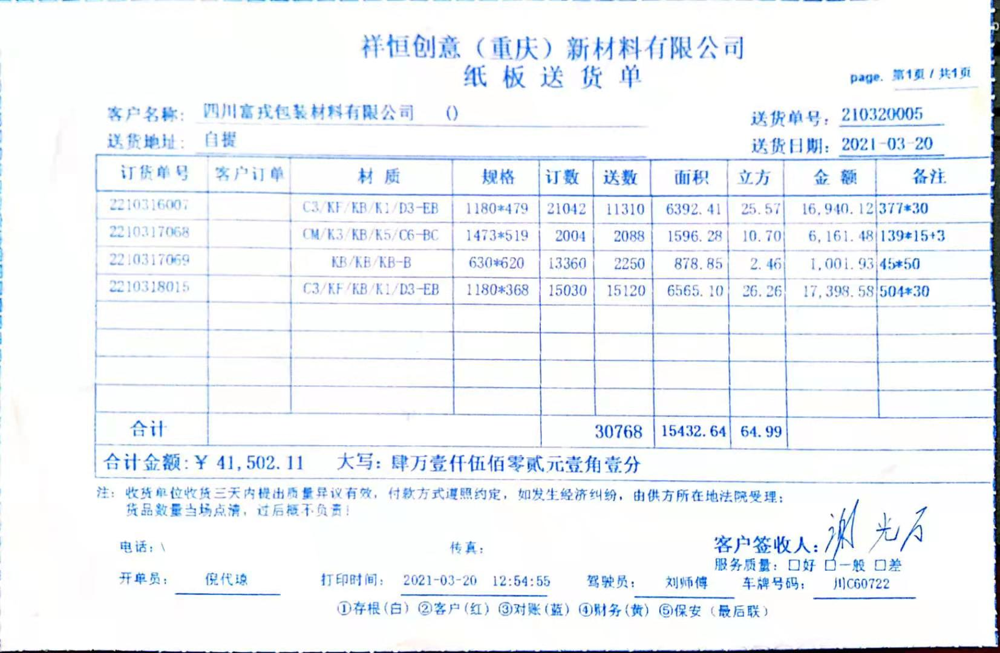 祥恒创意（重庆）新材料有限公司
纸板送货单
page. 第1页 / 共1页
客户名称: 四川富戎包装材料有限公司 ()
送货单号: 210320005
送货地址: 自提
送货日期: 2021-03-20
订货单号 客户订单 材质 规格 订数 送数 面积 立方 金额 备注
2210316007 C3/KF/KB/K1/D3-EB 1180*479 21042 11310 6392.41 25.57 16,940.12 377*30
2210317068 CM/K3/KB/K5/C6-BC 1473*519 2004 2088 1596.28 10.70 6,161.48 139*15+3
2210317069 KB/KB/KB-B 630*620 13360 2250 878.85 2.46 1,001.93 45*50
2210318015 C3/KF/KB/K1/D3-EB 1180*368 15030 15120 6565.10 26.26 17,398.58 504*30
合计 30768 15432.64 64.99
合计金额:¥ 41,502.11 大写: 肆万壹仟伍佰零贰元壹角壹分
注: 收货单位收货三天内提出质量异议有效, 付款方式遵照约定, 如发生经济纠纷, 由供方所在地法院受理;
货品数量当场点清, 过后概不负责!
电话:\ 传真: 客户签收人: 谢光万
服务质量: □好 □一般 □差
开单员: 倪代琼 打印时间: 2021-03-20 12:54:55 驾驶员: 刘师傅 车牌号码: 川C60722
①存根(白) ②客户(红) ③对账(蓝) ④财务(黄) ⑤保安（最后联）